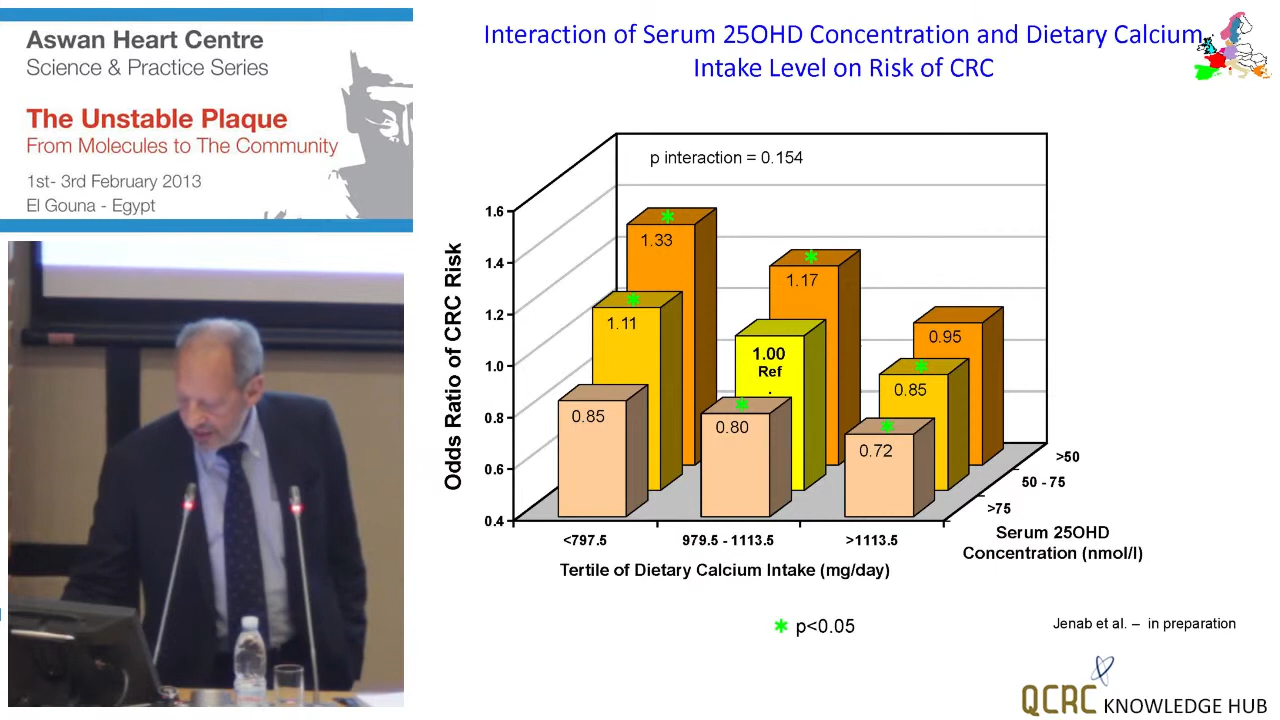 Aswan Heart Centre
Science & Practice Series
The Unstable Plaque
From Molecules to The Community
1st- 3rd February 2013
El Gouna - Egypt
Interaction of Serum 25OHD Concentration and Dietary Calcium
Intake Level on Risk of CRC
p interaction = 0.154
Odds Ratio of CRC Risk
1.6
1.4
1.2
1.0
0.8
0.6
0.4
1.33
1.17
0.95
1.11
1.00
Ref
.
0.85
0.85
0.80
0.72
>50
50 - 75
>75
<797.5
979.5 - 1113.5
>1113.5
Serum 25OHD
Concentration (nmol/l)
Tertile of Dietary Calcium Intake (mg/day)
* p<0.05
Jenab et al. – in preparation
QCRC KNOWLEDGE HUB